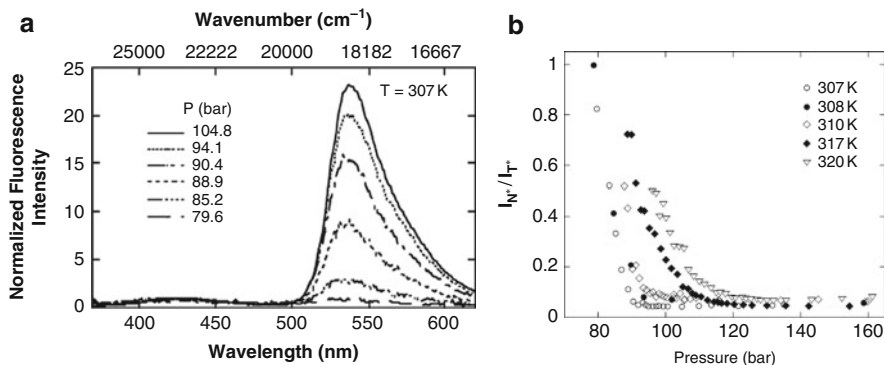 a
Wavenumber (cm⁻¹)
25000 22222 20000 18182 16667
Normalized Fluorescence
Intensity
25
20
15
10
5
0
T = 307 K
P (bar)
104.8
94.1
90.4
88.9
85.2
79.6
400 450 500 550 600
Wavelength (nm)
b
I_N* / I_T*
1
0.8
0.6
0.4
0.2
0
307 K
308 K
310 K
317 K
320 K
80 100 120 140 160
Pressure (bar)